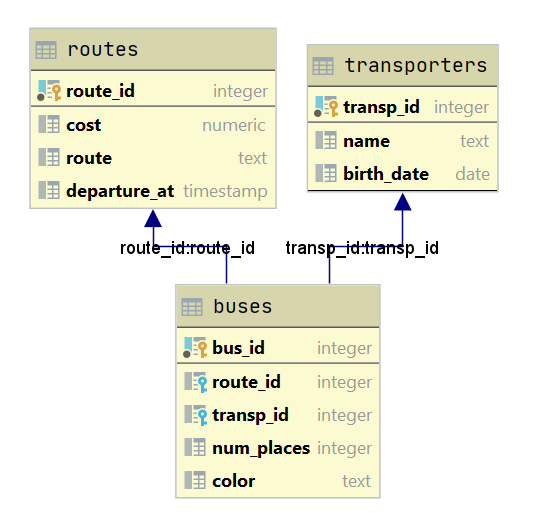 routes
route_id integer
cost numeric
route text
departure_at timestamp
transporters
transp_id integer
name text
birth_date date
route_id:route_id
transp_id:transp_id
buses
bus_id integer
route_id integer
transp_id integer
num_places integer
color text